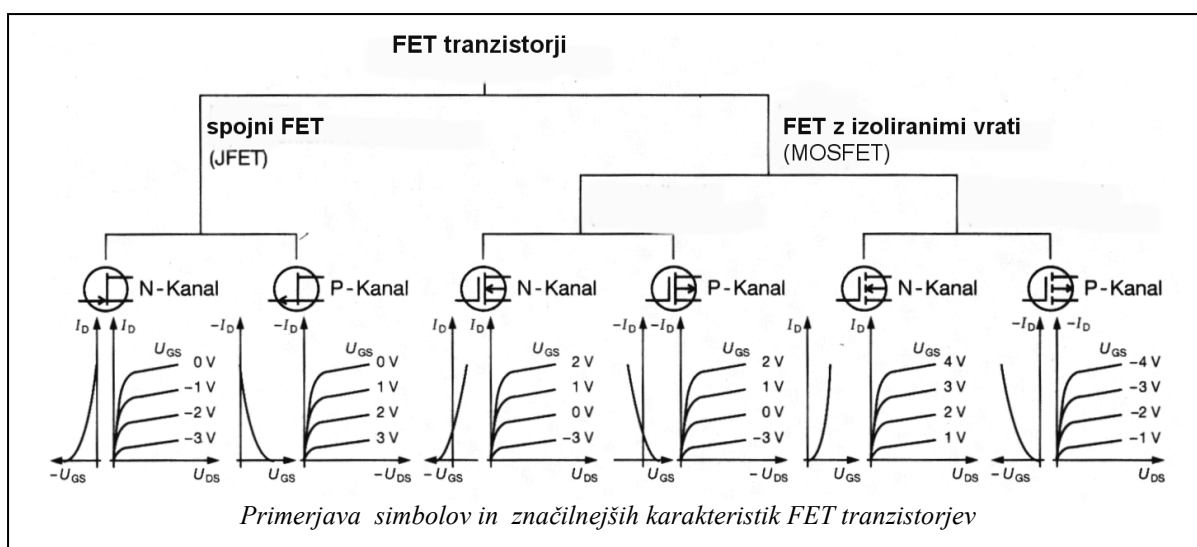 FET tranzistorji
spojni FET
(JFET)
FET z izoliranimi vrati
(MOSFET)
N-Kanal
P-Kanal
N-Kanal
P-Kanal
N-Kanal
P-Kanal
I_D I_D
U_GS
0 V
-1 V
-2 V
-3 V
-U_GS U_DS
-I_D -I_D
U_GS
0 V
1 V
2 V
3 V
U_GS -U_DS
I_D I_D
U_GS
2 V
1 V
0 V
-3 V
-U_GS U_DS
-I_D -I_D
U_GS
2 V
1 V
0 V
-3 V
U_GS -U_DS
I_D I_D
U_GS
4 V
3 V
2 V
1 V
U_GS U_DS
-I_D -I_D
U_GS
-4 V
-3 V
-2 V
-1 V
-U_GS U_DS
Primerjava simbolov in značilnejših karakteristik FET tranzistorjev